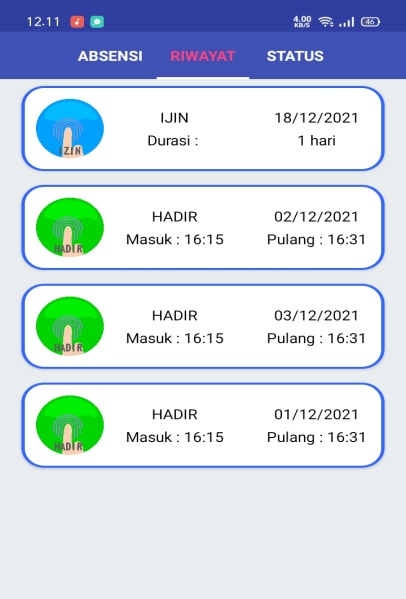 12.11
4.00
KB/S
46
ABSENSI RIWAYAT STATUS
IZIN
IJIN 18/12/2021
Durasi : 1 hari
HADIR
HADIR 02/12/2021
Masuk : 16:15 Pulang : 16:31
HADIR
HADIR 03/12/2021
Masuk : 16:15 Pulang : 16:31
HADIR
HADIR 01/12/2021
Masuk : 16:15 Pulang : 16:31